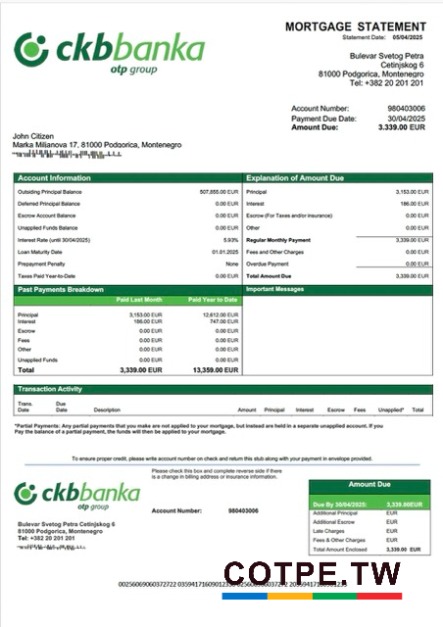 ckbbanka
otp group
MORTGAGE STATEMENT
Statement Date: 05/04/2025
Bulevar Svetog Petra
Cetinjskog 6
81000 Podgorica, Montenegro
Tel: +382 20 201 201
Account Number: 980403006
Payment Due Date: 30/04/2025
Amount Due: 3.339.00 EUR
John Citizen
Marka Miljanova 17, 81000 Podgorica, Montenegro
Account Information
Outsiding Principal Balance 507,855.00 EUR
Deferred Principal Balance 0.00 EUR
Escrow Account Balance 0.00 EUR
Unapplied Funds Balance 0.00 EUR
Interest Rate (until 30/04/2025) 5.93%
Loan Maturity Date 01.01.2025
Prepayment Penalty None
Taxes Paid Year-to-Date 0.00 EUR
Explanation of Amount Due
Principal 3,153.00 EUR
Interest 186.00 EUR
Escrow (For Taxes and/or insurance) 0.00 EUR
Other 0.00 EUR
Regular Monthly Payment 3,339.00 EUR
Fees and Other Charges 0.00 EUR
Overdue Payment 0.00 EUR
Total Amount Due 3,339.00 EUR
Past Payments Breakdown
Paid Last Month Paid Year to Date
Principal 3,153.00 EUR 12,612.00 EUR
Interest 186.00 EUR 747.00 EUR
Escrow 0.00 EUR 0.00 EUR
Fees 0.00 EUR 0.00 EUR
Other 0.00 EUR 0.00 EUR
Unapplied Funds 0.00 EUR 0.00 EUR
Total 3,339.00 EUR 13,359.00 EUR
Important Messages
Transaction Activity
Trans. Date Due Date Description Amount Principal Interest Escrow Fees Unapplied* Total
*Partial Payments: Any partial payments that you make are not applied to your mortgage, but instead are held in a separate unapplied account. If you
Pay the balance of a partial payment, the funds will then be applied to your mortgage.
To ensure proper credit, please write account number on check and return this stub along with your payment in envelope provided.
Please check this box and complete reverse side if there
is a change in billing address or insurance information.
ckbbanka
otp group
Account Number: 980403006
Bulevar Svetog Petra Cetinjskog 6
81000 Podgorica, Montenegro
Tel: +382 20 201 201
Amount Due
Due By 30/04/2025: 3,339.00EUR
Additional Principal EUR
Additional Escrow EUR
Late Charges EUR
Fees & Other Charges EUR
Total Amount Enclosed 3,339.00 EUR
COTPE.TW